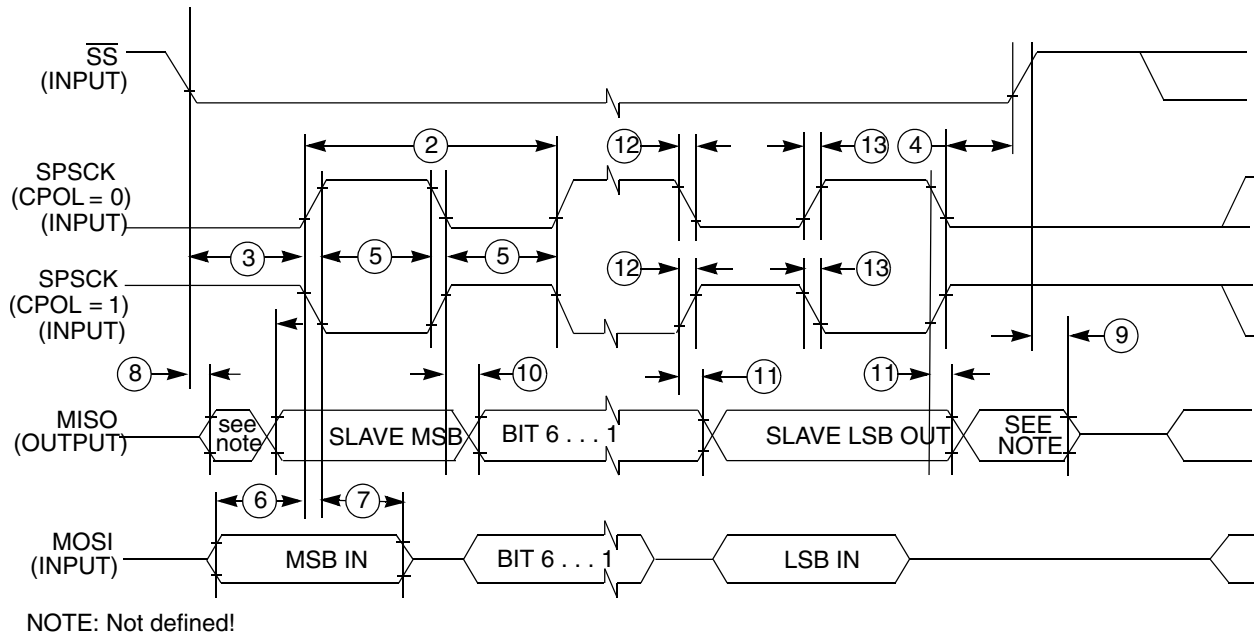 SS
(INPUT)
2
12
13
4
SPSCK
(CPOL = 0)
(INPUT)
3
5
5
12
13
SPSCK
(CPOL = 1)
(INPUT)
9
8
10
11
11
MISO
(OUTPUT)
see
note
SLAVE MSB
BIT 6 . . . 1
SLAVE LSB OUT
SEE
NOTE
6
7
MOSI
(INPUT)
MSB IN
BIT 6 . . . 1
LSB IN
NOTE: Not defined!